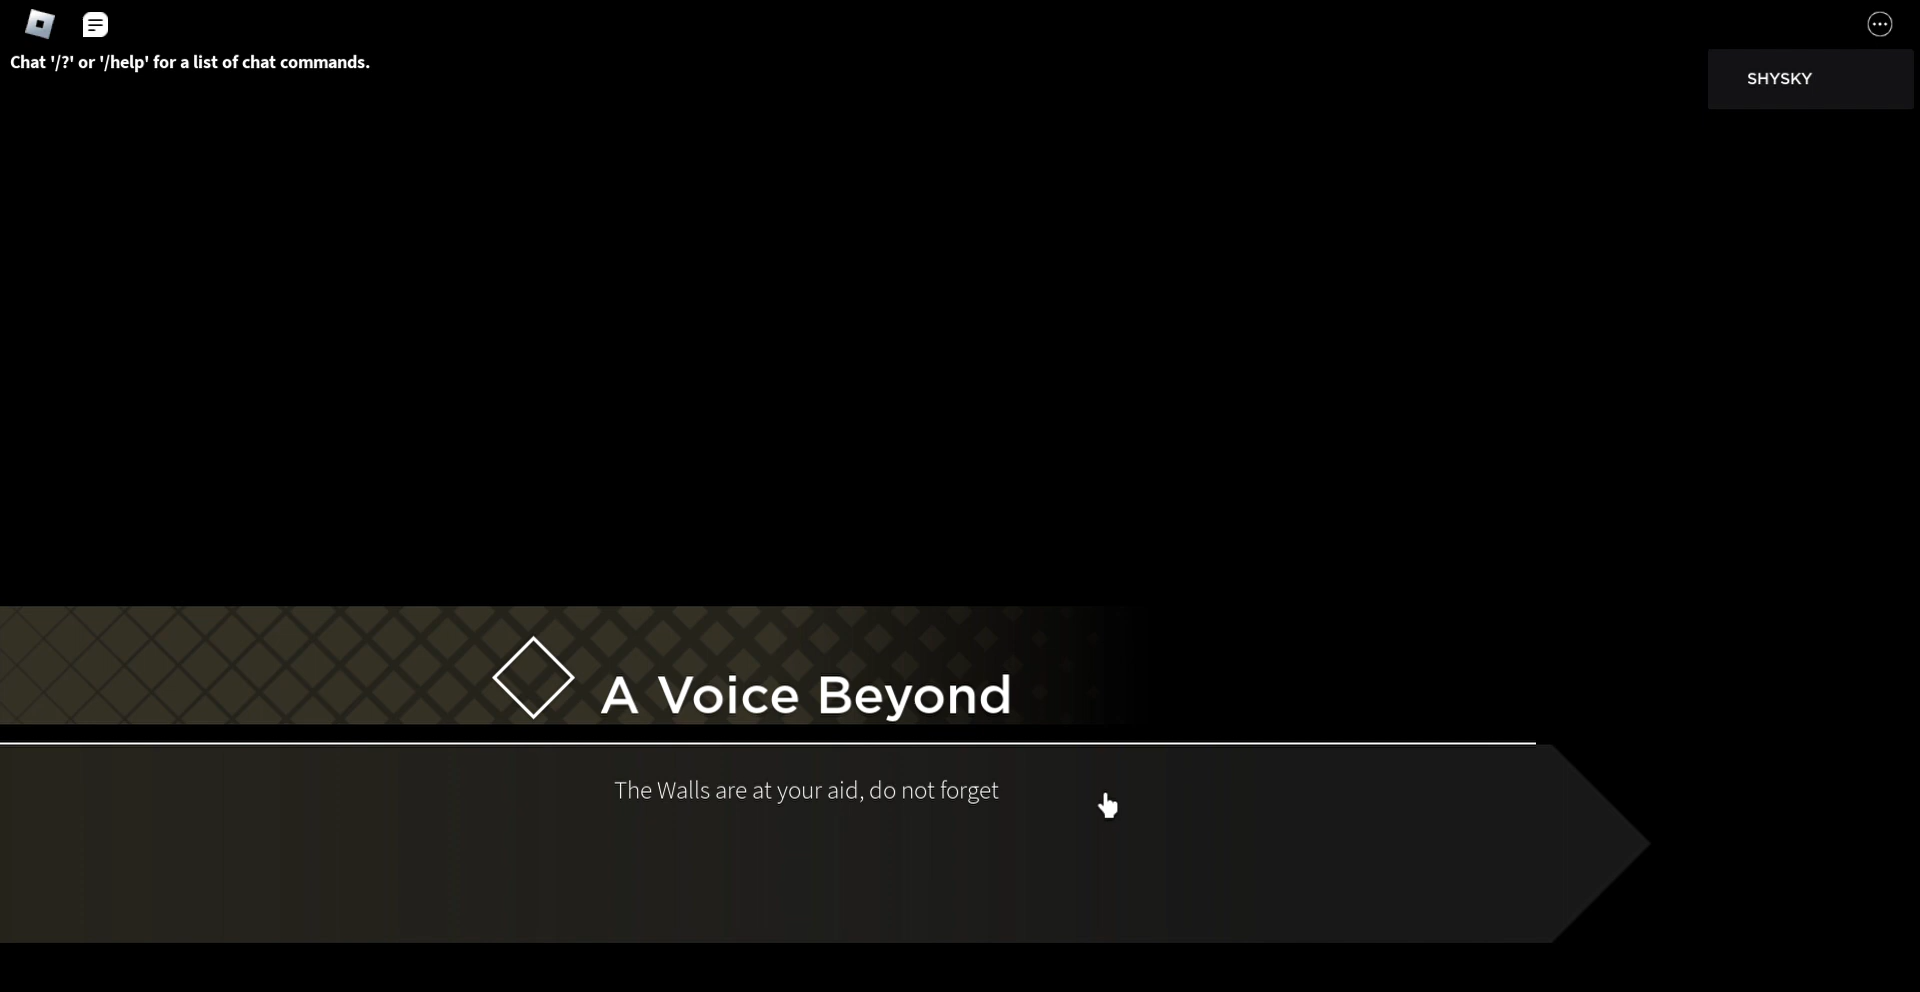 Chat '/?' or '/help' for a list of chat commands.
SHYSKY
A Voice Beyond
The Walls are at your aid, do not forget